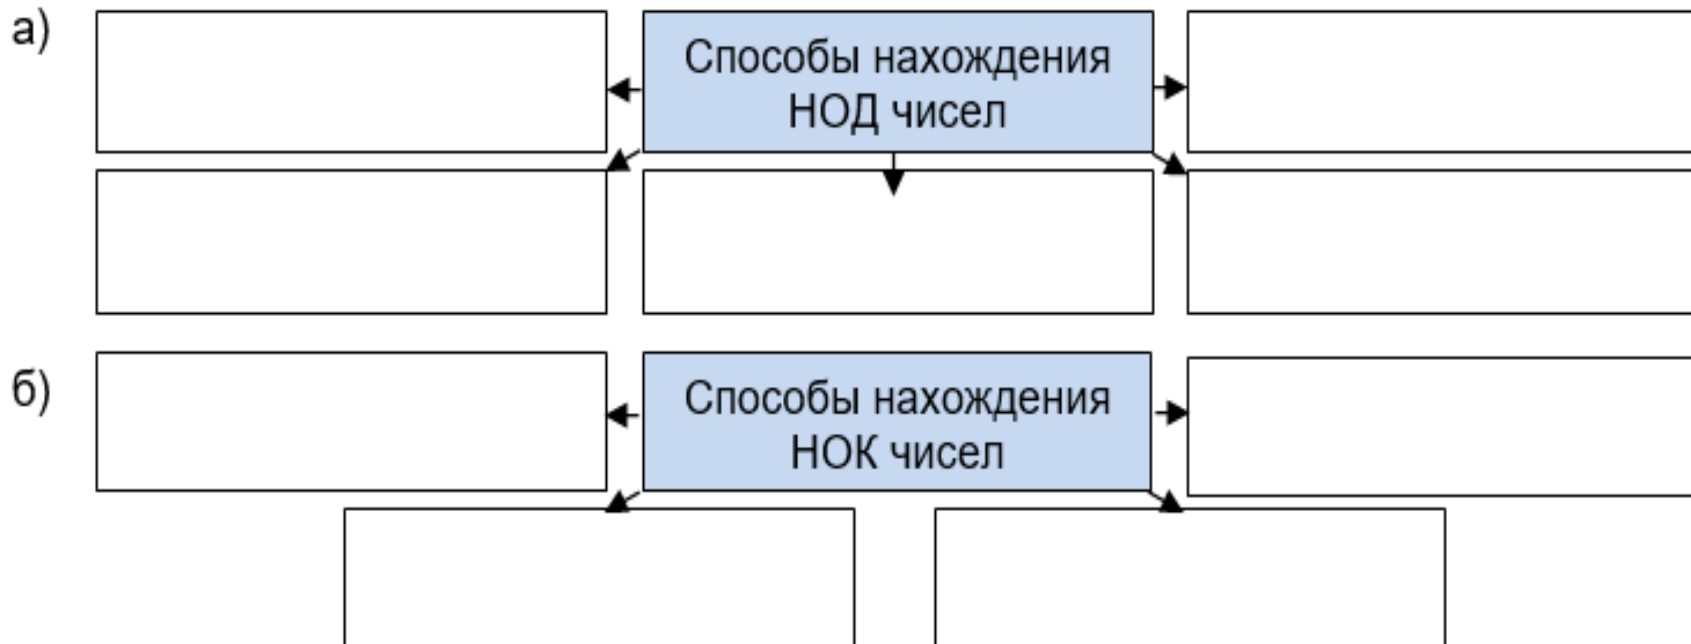 а)
Способы нахождения
НОД чисел
б)
Способы нахождения
НОК чисел